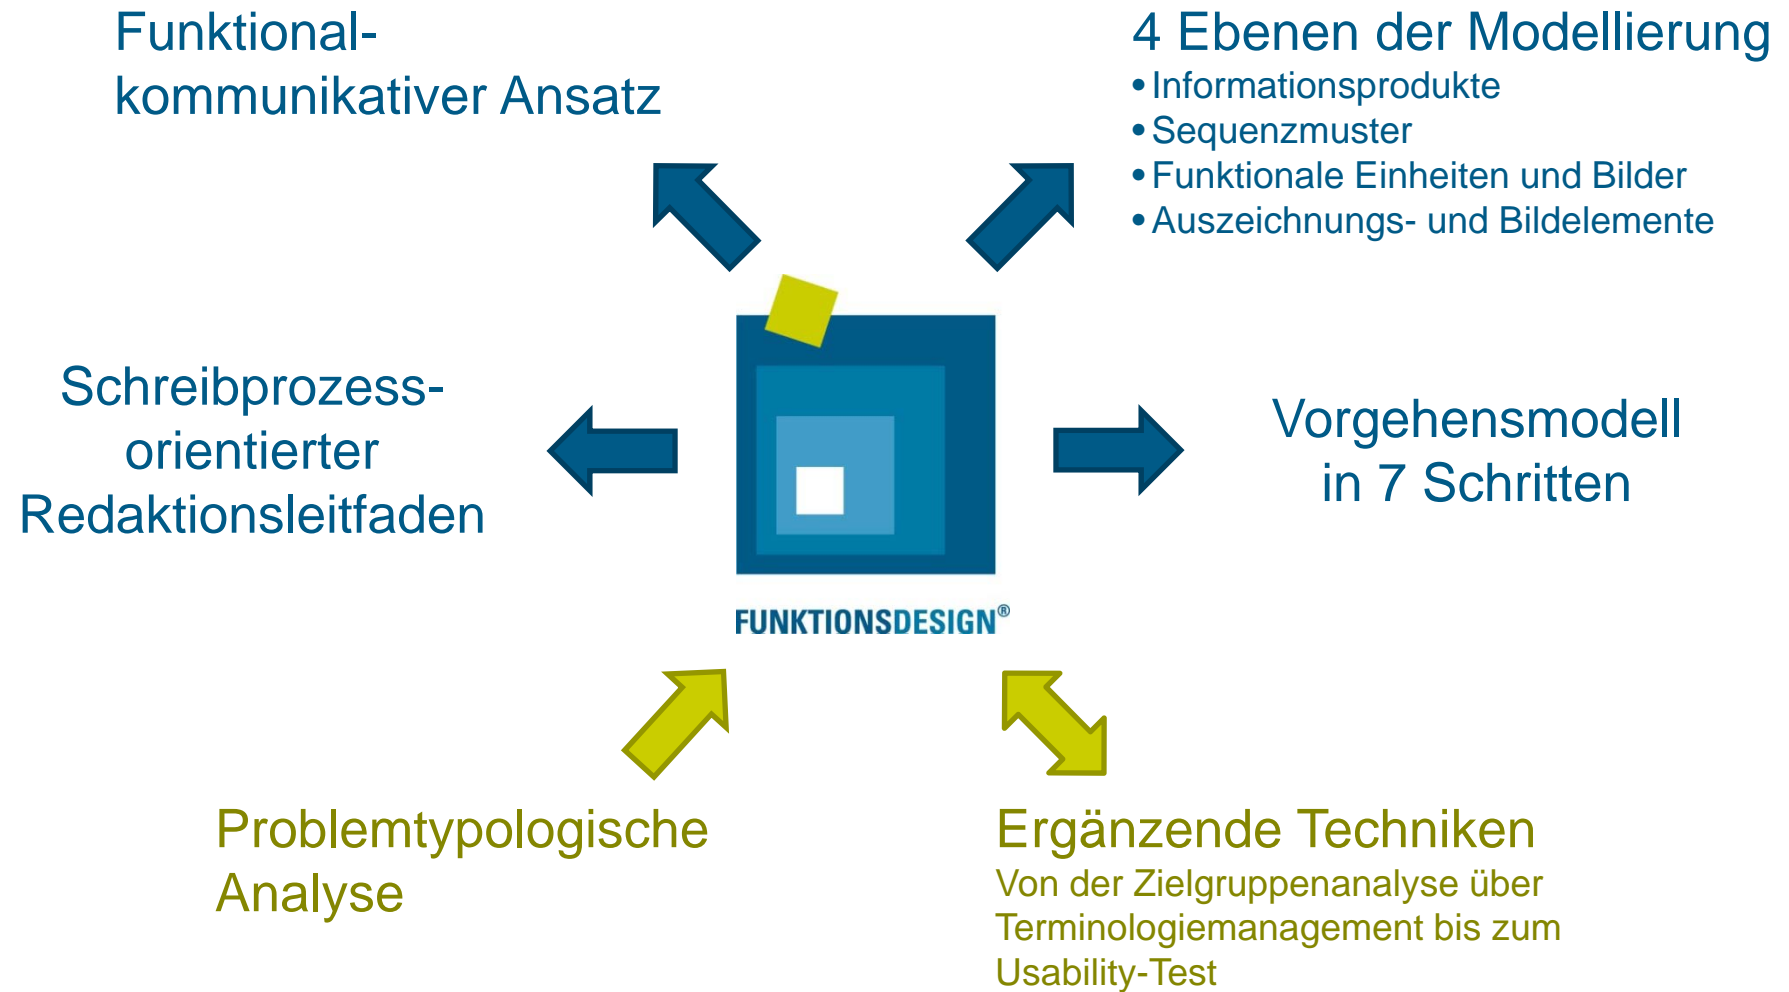 Funktional-
kommunikativer Ansatz
4 Ebenen der Modellierung
• Informationsprodukte
• Sequenzmuster
• Funktionale Einheiten und Bilder
• Auszeichnungs- und Bildelemente
Schreibprozess-
orientierter
Redaktionsleitfaden
Vorgehensmodell
in 7 Schritten
FUNKTIONSDESIGN®
Problemtypologische
Analyse
Ergänzende Techniken
Von der Zielgruppenanalyse über
Terminologiemanagement bis zum
Usability-Test